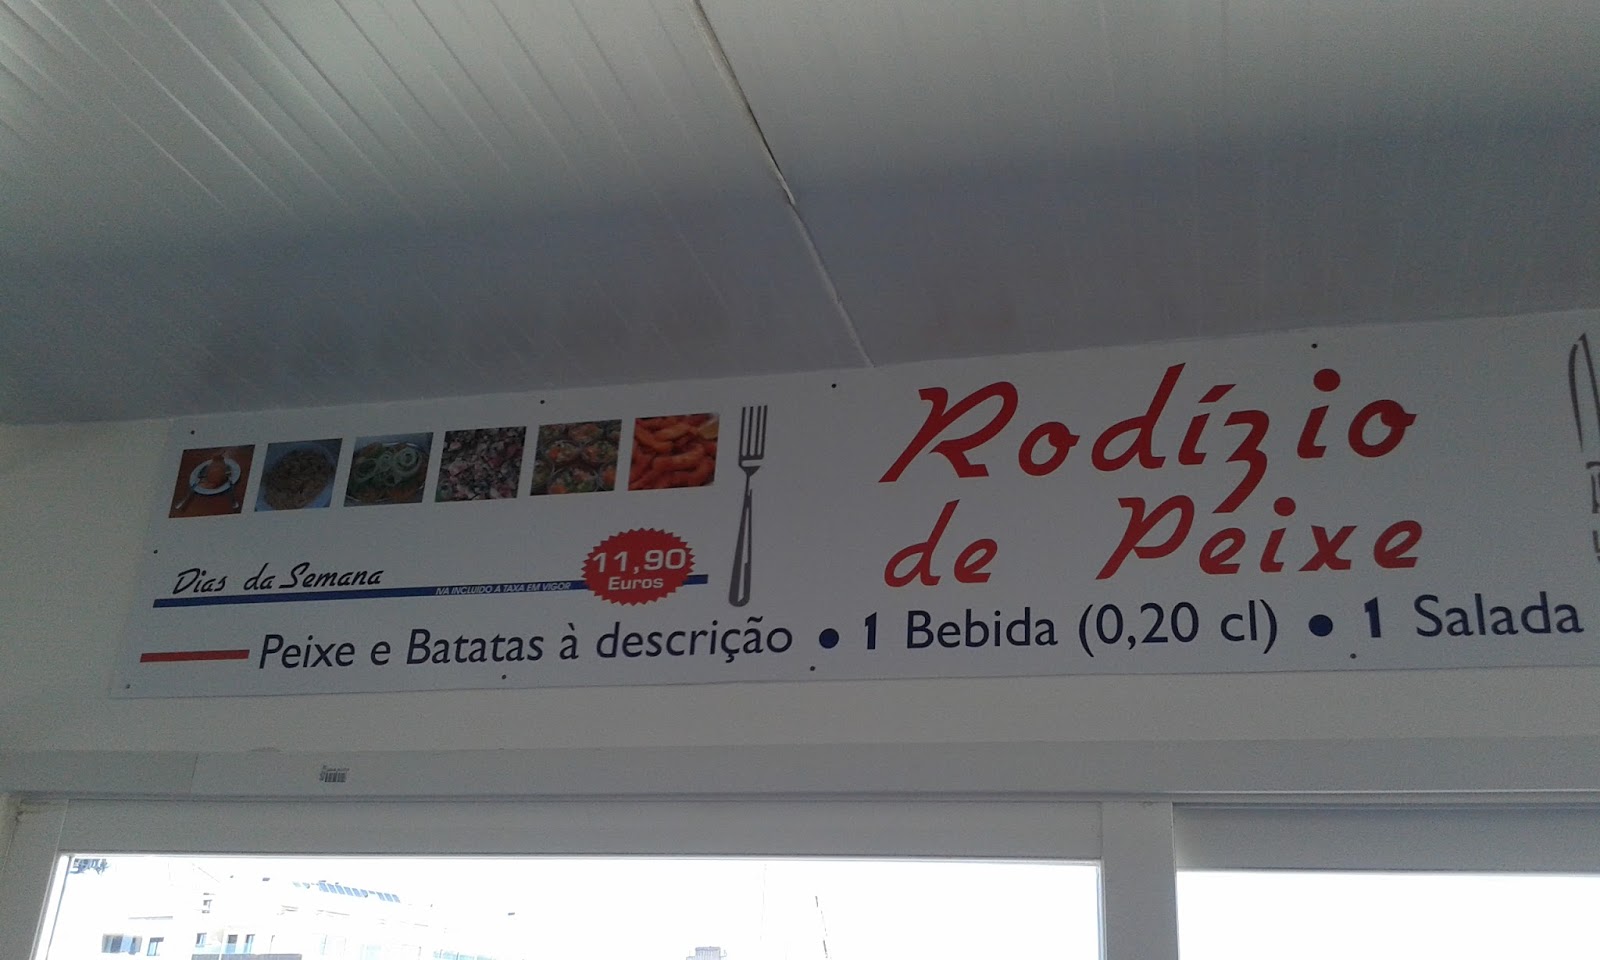 Rodízio
de Peixe
Dias da Semana
IVA INCLUIDO A TAXA EM VIGOR
11,90
Euros
Peixe e Batatas à descrição • 1 Bebida (0,20 cl) • 1 Salada